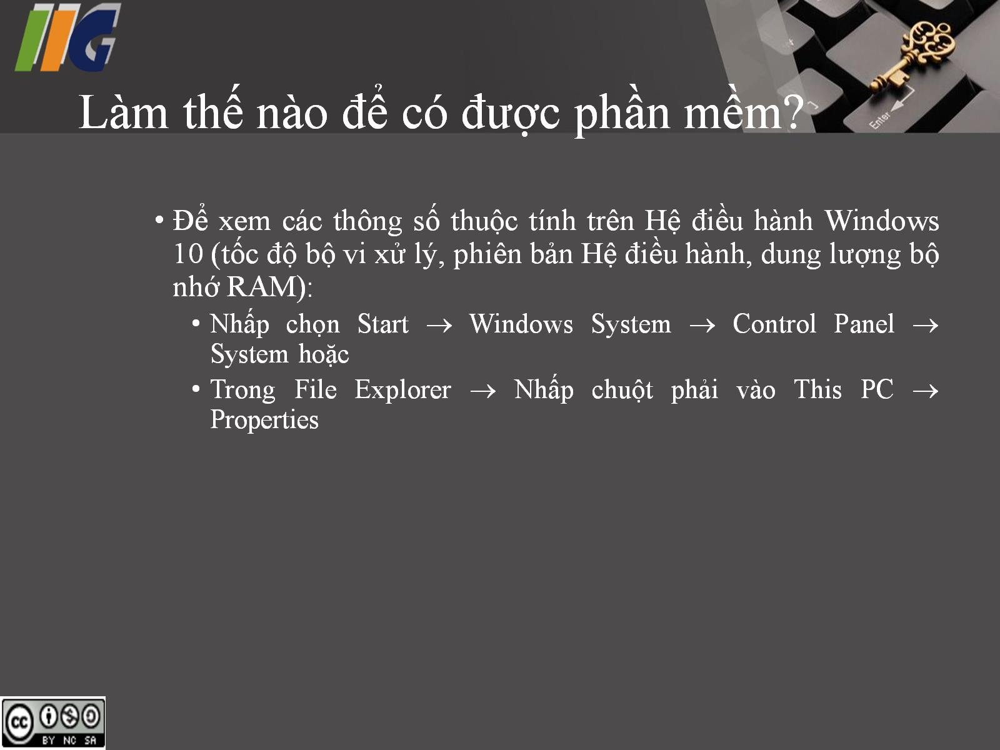 IIG
Enter
Làm thế nào để có được phần mềm?
• Để xem các thông số thuộc tính trên Hệ điều hành Windows
10 (tốc độ bộ vi xử lý, phiên bản Hệ điều hành, dung lượng bộ
nhớ RAM):
• Nhấp chọn Start → Windows System → Control Panel →
System hoặc
• Trong File Explorer → Nhấp chuột phải vào This PC →
Properties
cc
BY NC SA